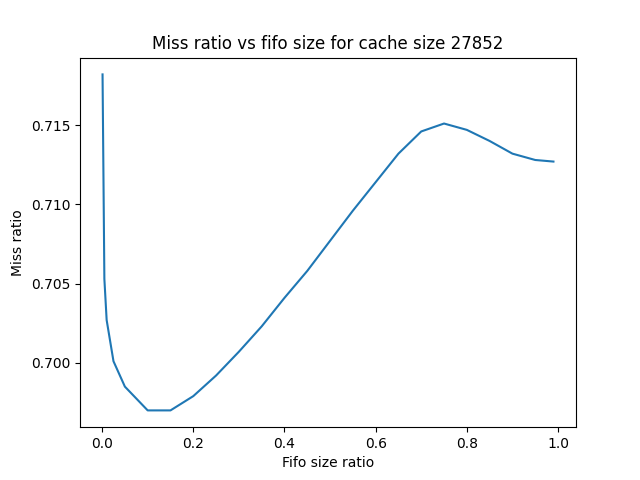 Miss ratio vs fifo size for cache size 27852
Miss ratio
0.715
0.710
0.705
0.700
0.0 0.2 0.4 0.6 0.8 1.0
Fifo size ratio